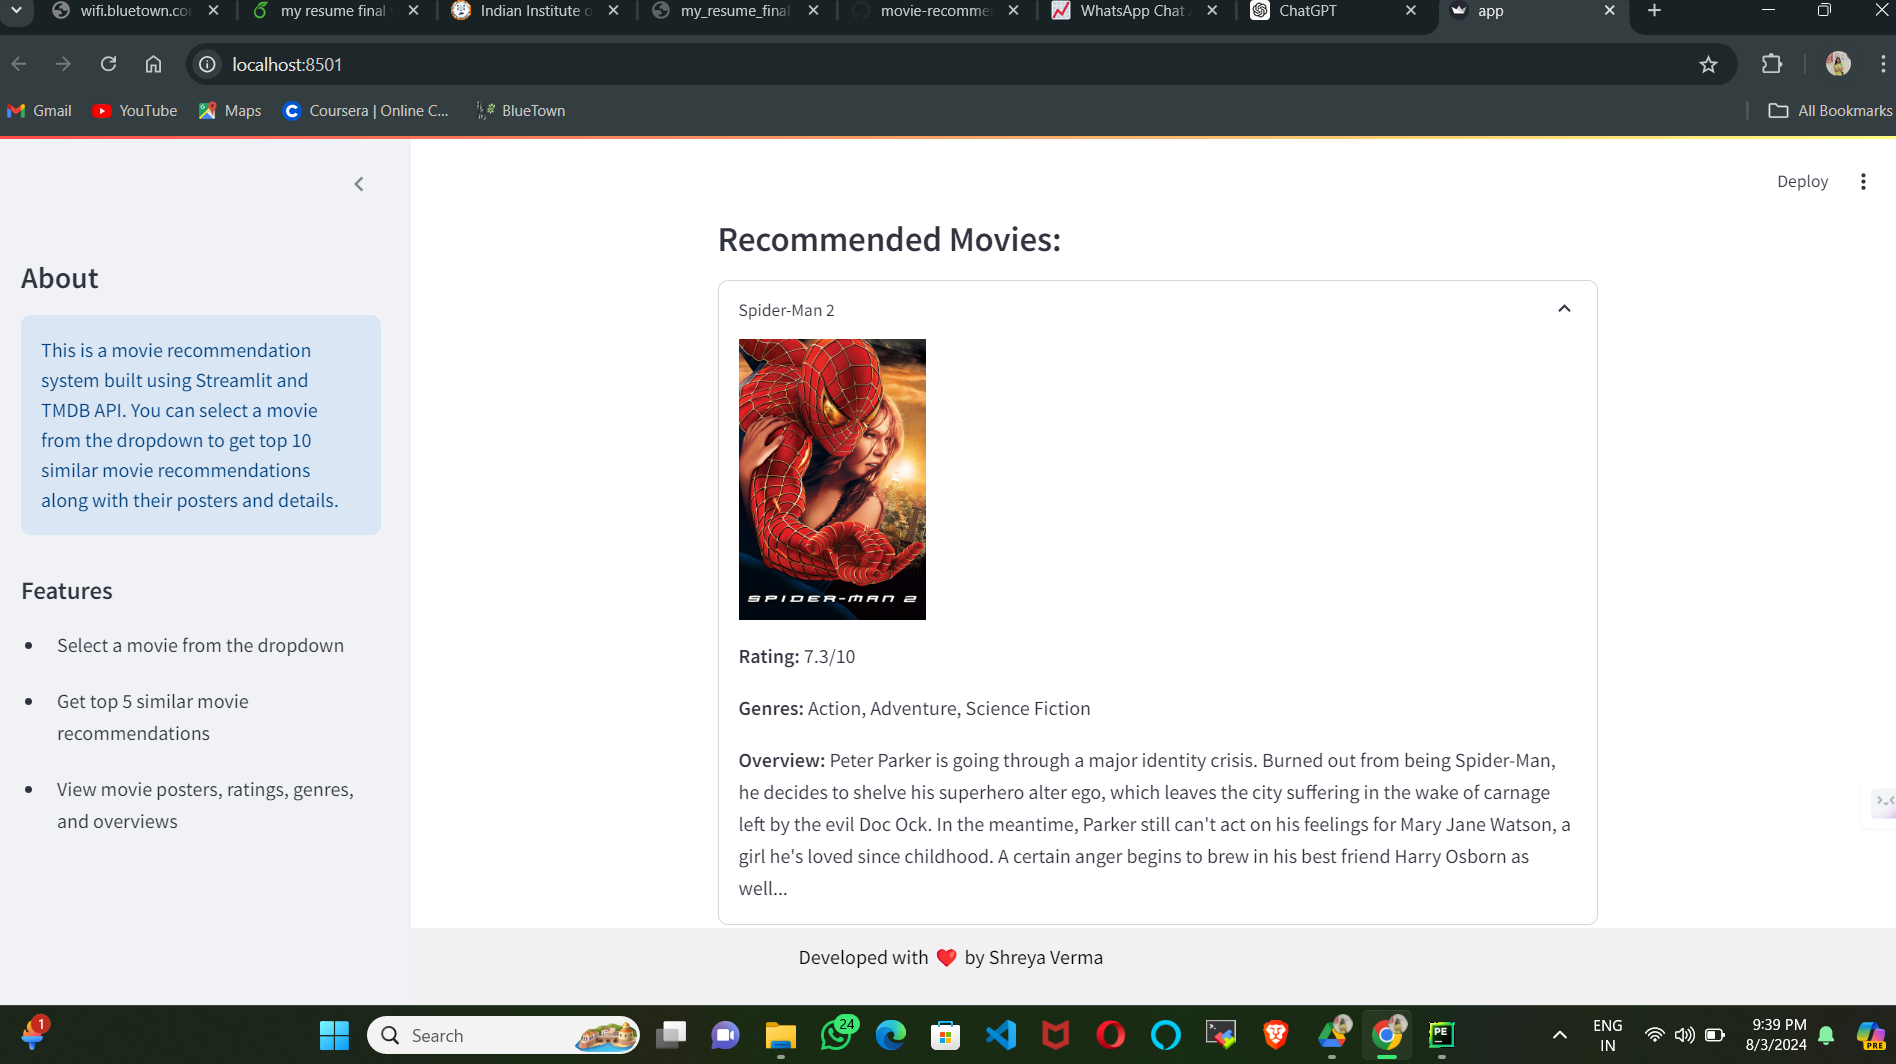 wifi.bluetown.co
my resume final
Indian Institute o
my_resume_final
movie-recomme
WhatsApp Chat
ChatGPT
app
localhost:8501
Gmail
YouTube
Maps
Coursera | Online C...
BlueTown
All Bookmarks
Deploy
About
This is a movie recommendation
system built using Streamlit and
TMDB API. You can select a movie
from the dropdown to get top 10
similar movie recommendations
along with their posters and details.
Features
• Select a movie from the dropdown
• Get top 5 similar movie
recommendations
• View movie posters, ratings, genres,
and overviews
Recommended Movies:
Spider-Man 2
SPIDER-MAN 2
Rating: 7.3/10
Genres: Action, Adventure, Science Fiction
Overview: Peter Parker is going through a major identity crisis. Burned out from being Spider-Man,
he decides to shelve his superhero alter ego, which leaves the city suffering in the wake of carnage
left by the evil Doc Ock. In the meantime, Parker still can't act on his feelings for Mary Jane Watson, a
girl he's loved since childhood. A certain anger begins to brew in his best friend Harry Osborn as
well...
Developed with ❤️ by Shreya Verma
1
Search
24
PE
ENG
IN
9:39 PM
8/3/2024
PRE